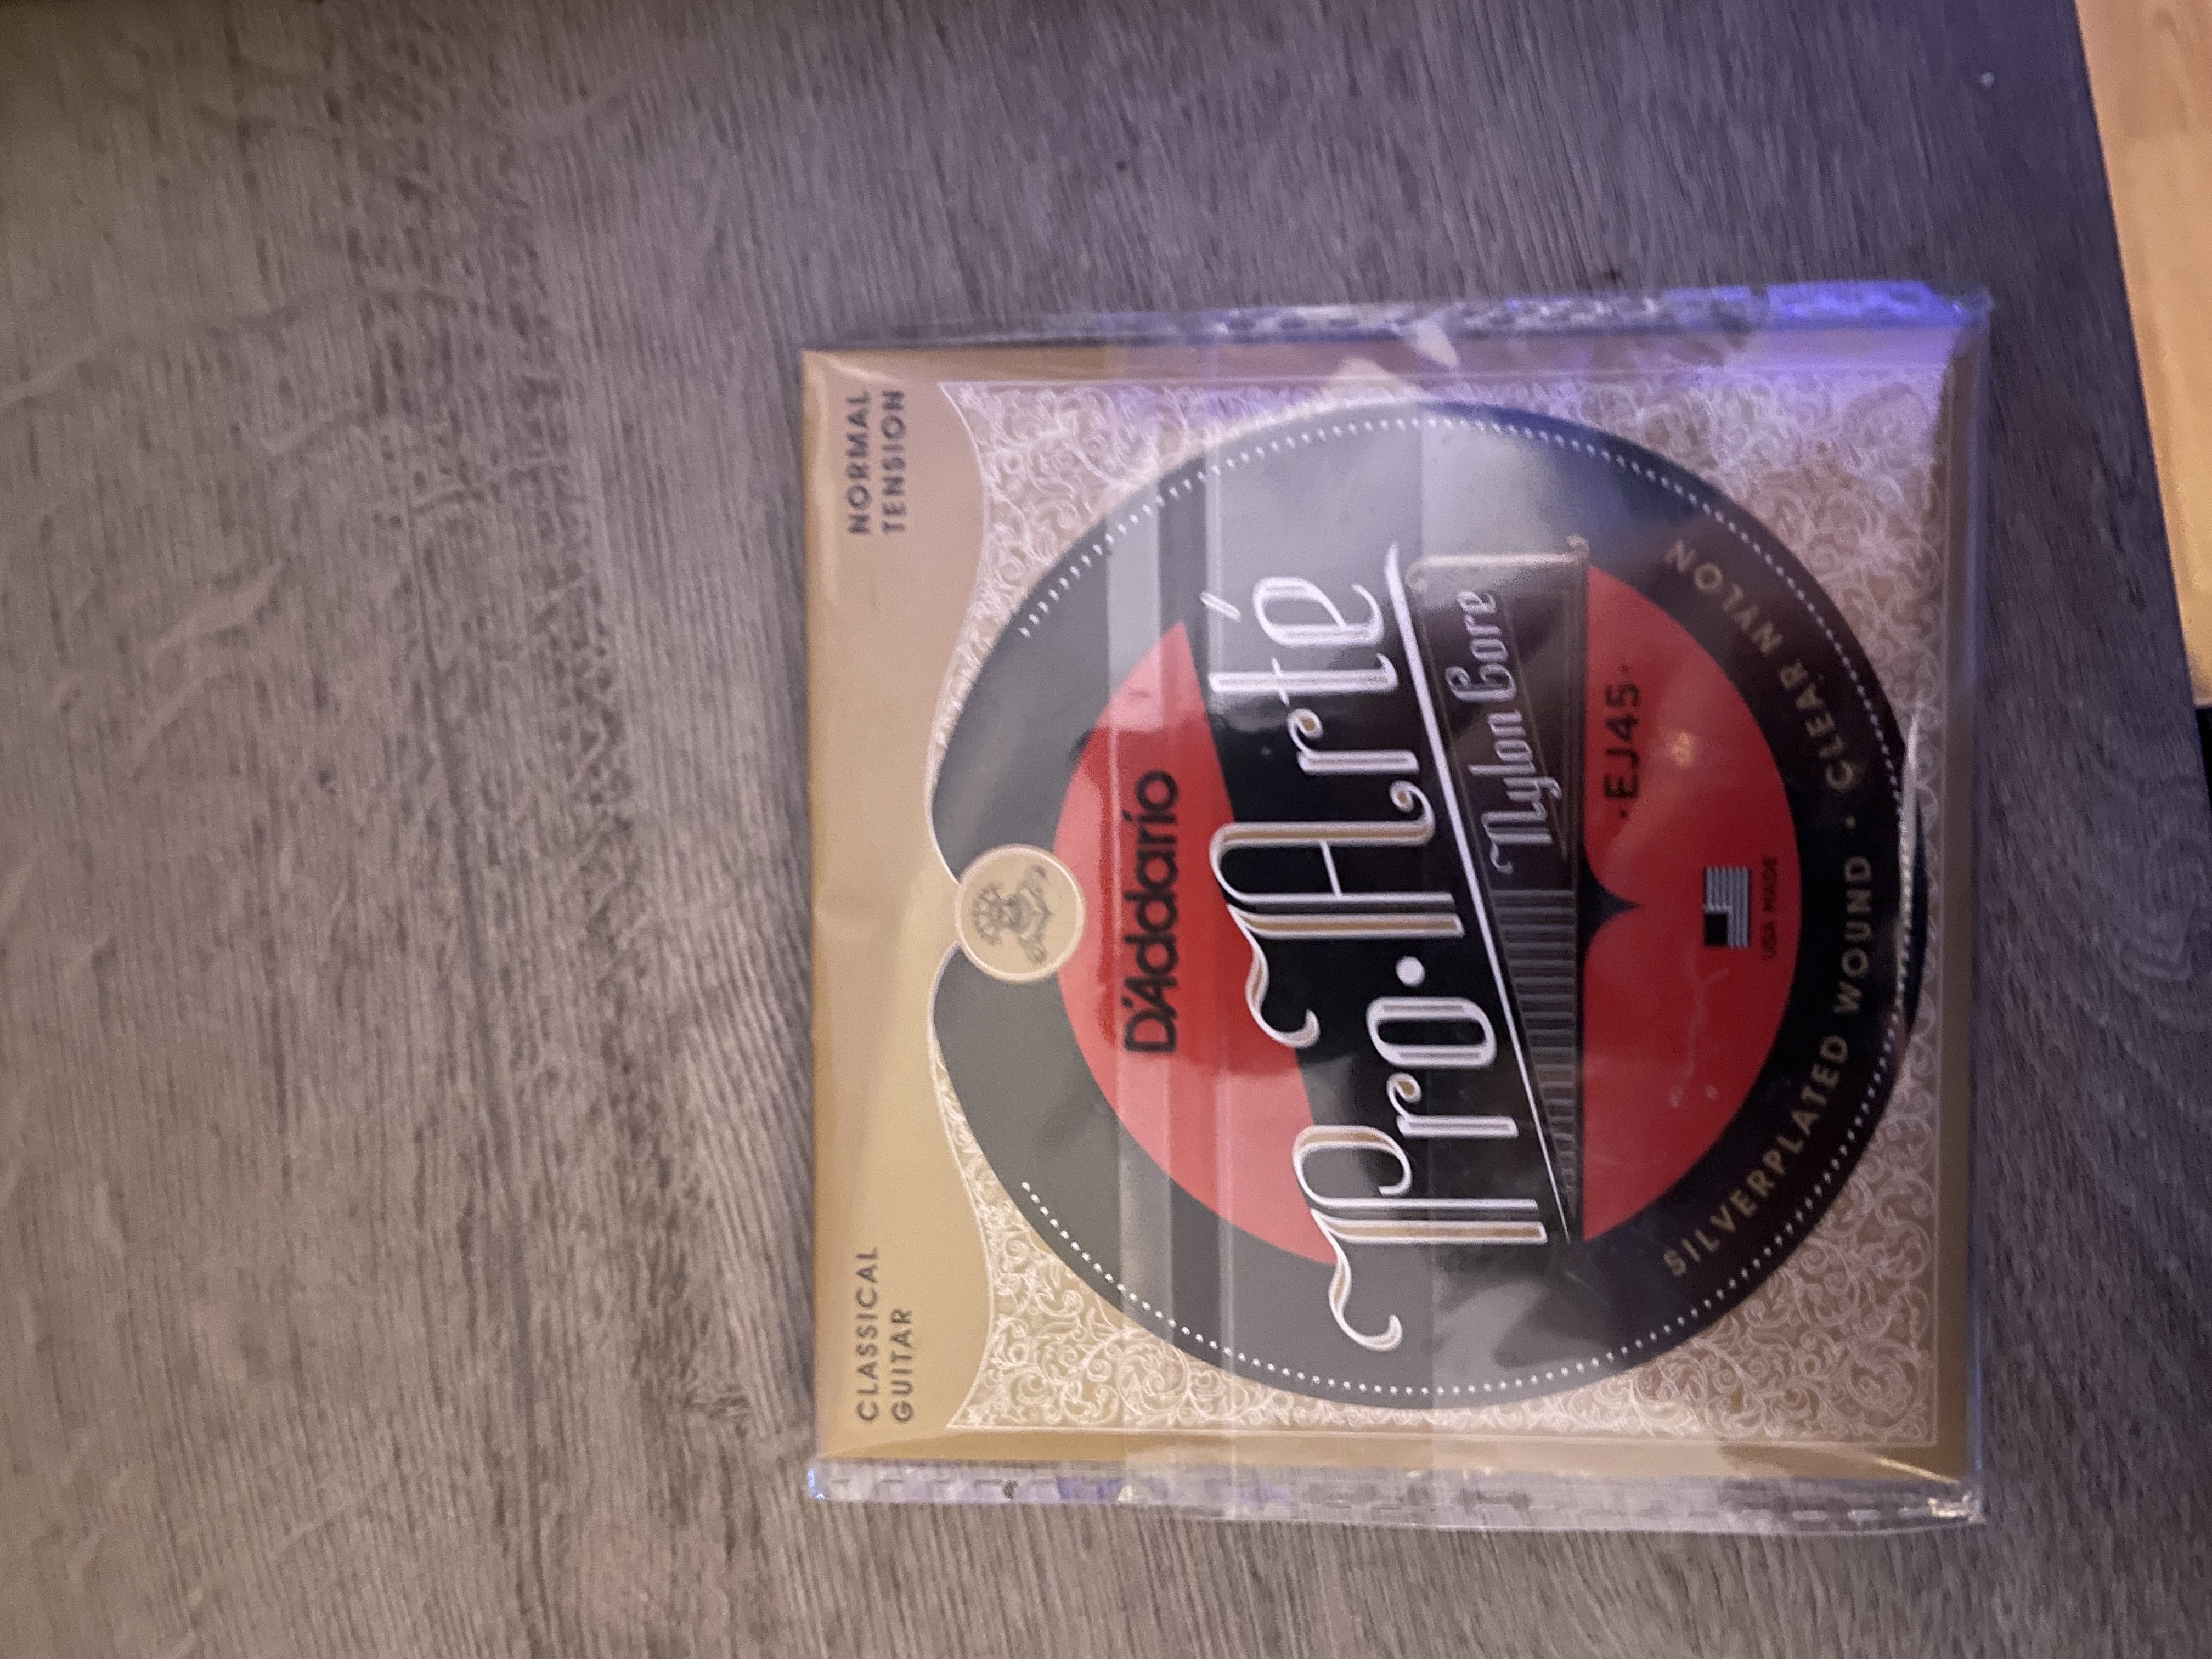 CLASSICAL
GUITAR
NORMAL
TENSION
D'Addario
Pro•Arté
Nylon Core
·EJ45·
USA MADE
SILVERPLATED WOUND • CLEAR NYLON